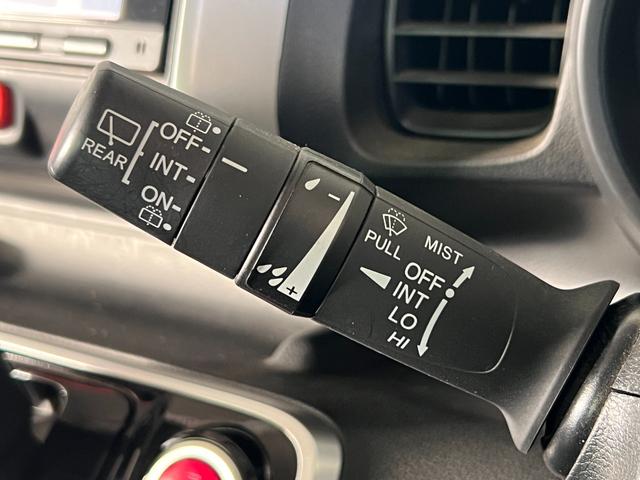 REAR
OFF
INT
ON
PULL
MIST
OFF
INT
LO
HI